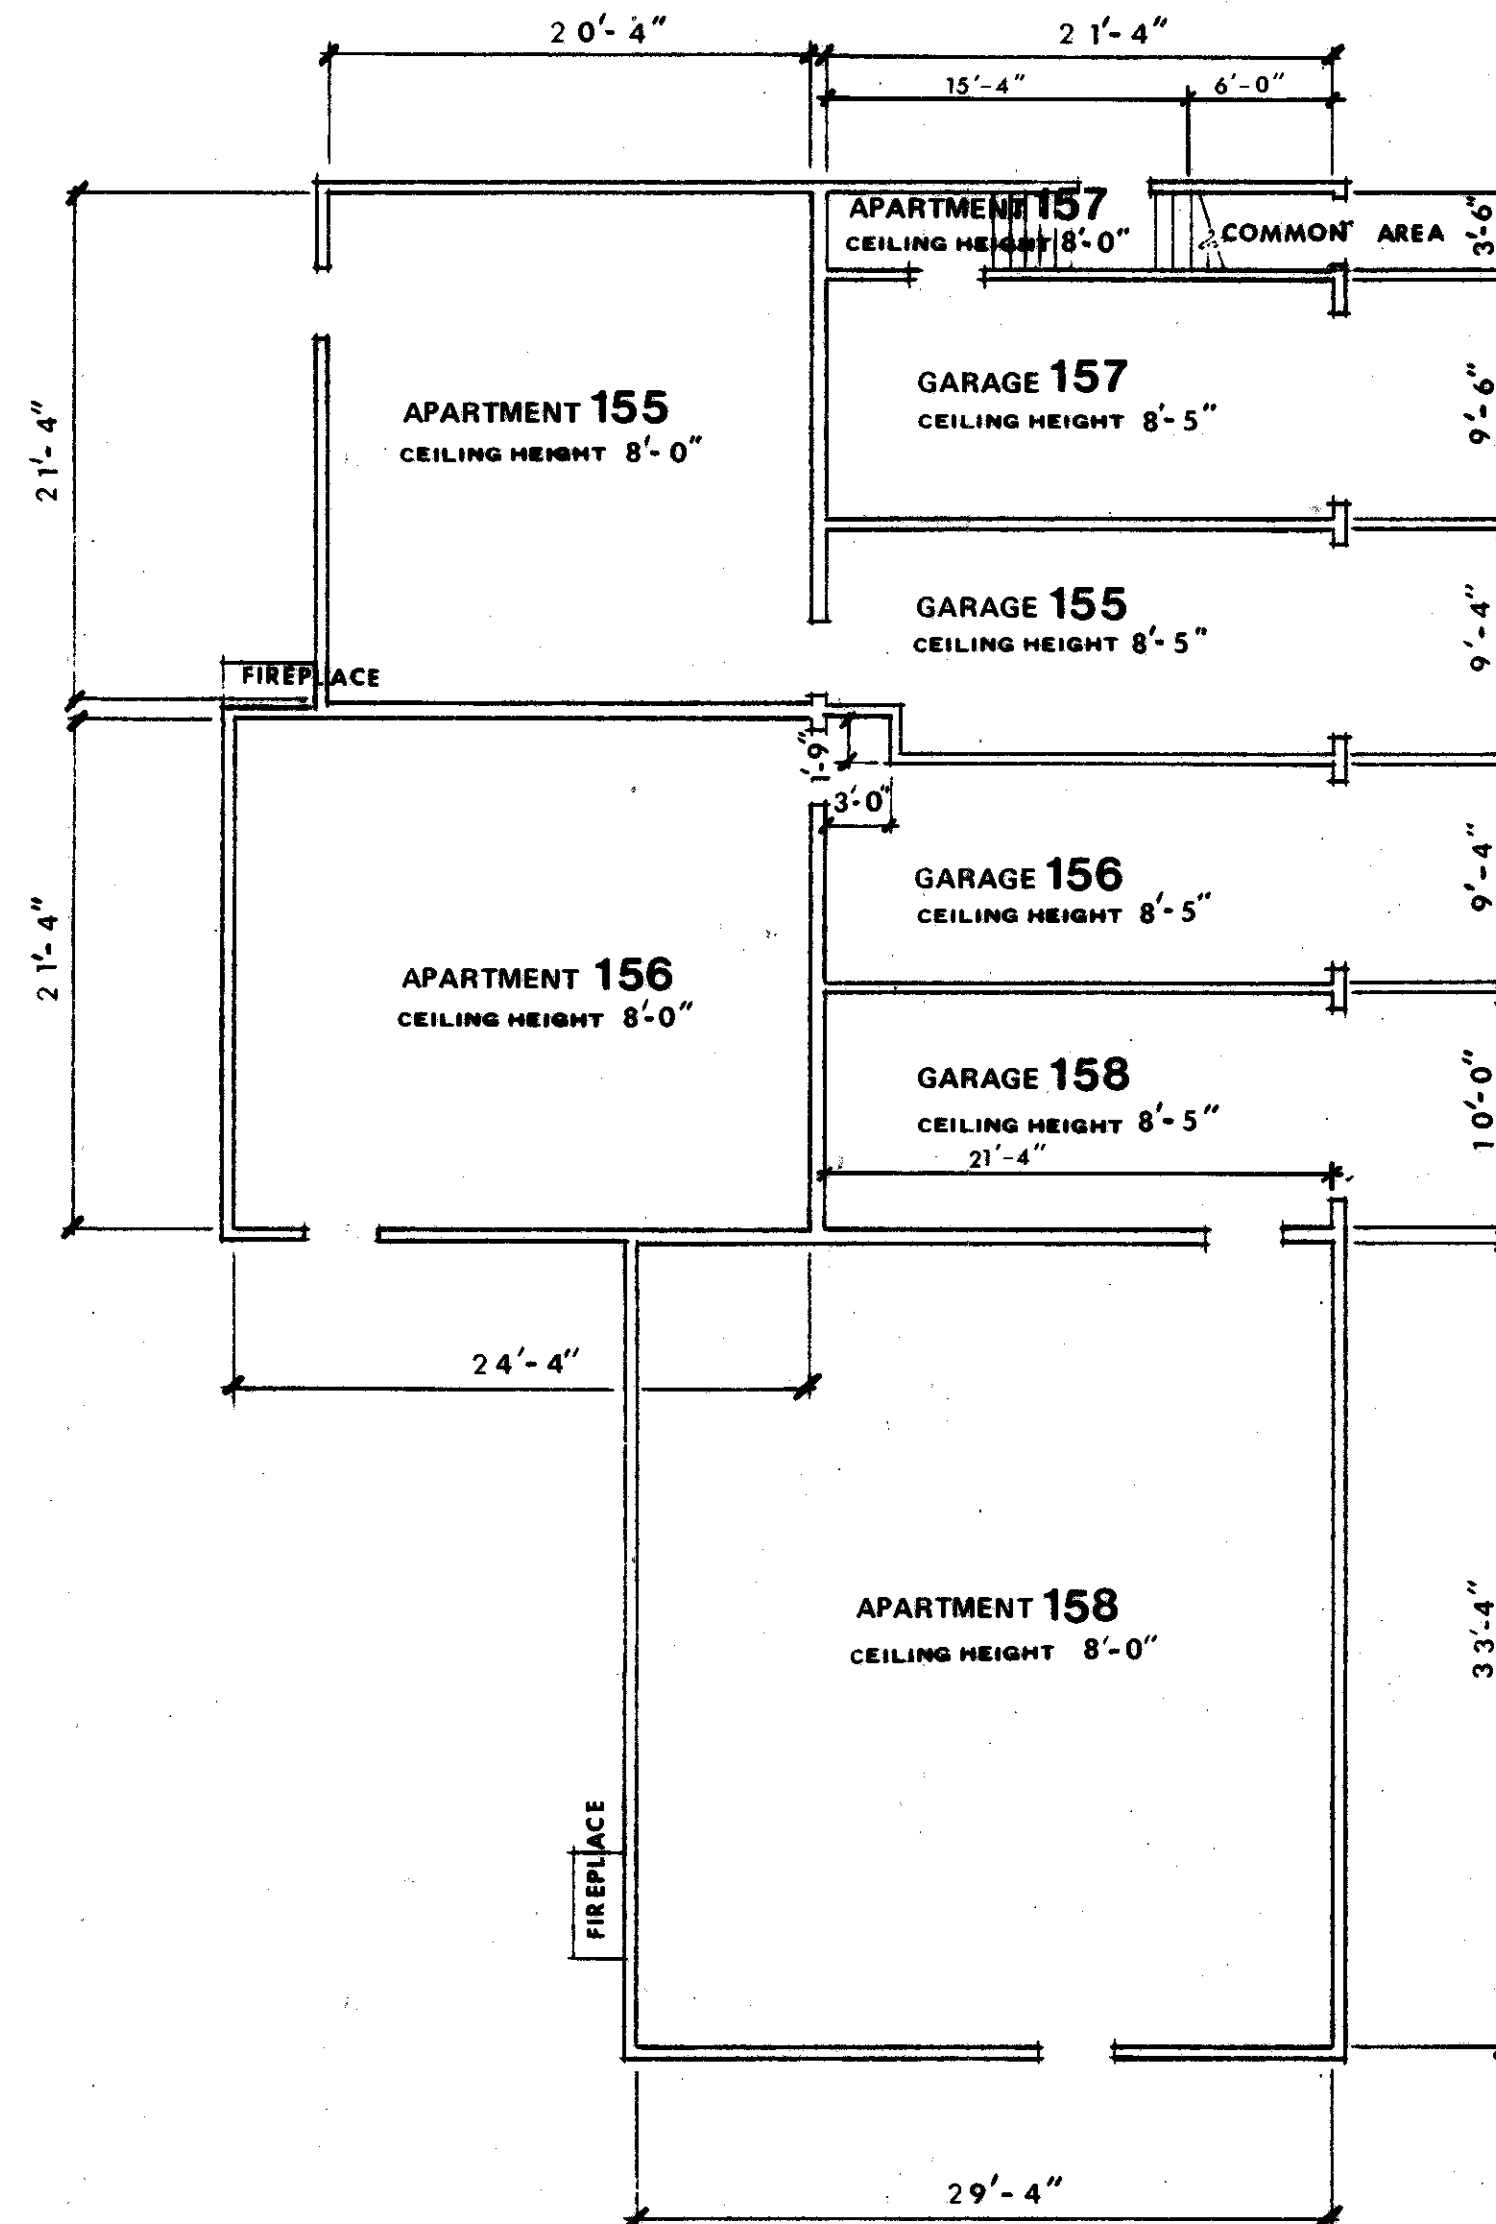 20'-4"
21'-4"
15'-4"
6'-0"
APARTMENT 157
CEILING HEIGHT 8'-0"
COMMON AREA
3'-6"
GARAGE 157
CEILING HEIGHT 8'-5"
9'-6"
APARTMENT 155
CEILING HEIGHT 8'-0"
21'-4"
GARAGE 155
CEILING HEIGHT 8'-5"
9'-4"
FIREPLACE
1'-9"
3'-0"
GARAGE 156
CEILING HEIGHT 8'-5"
9'-4"
APARTMENT 156
CEILING HEIGHT 8'-0"
21'-4"
GARAGE 158
CEILING HEIGHT 8'-5"
21'-4"
10'-0"
24'-4"
APARTMENT 158
CEILING HEIGHT 8'-0"
33'-4"
FIREPLACE
29'-4"